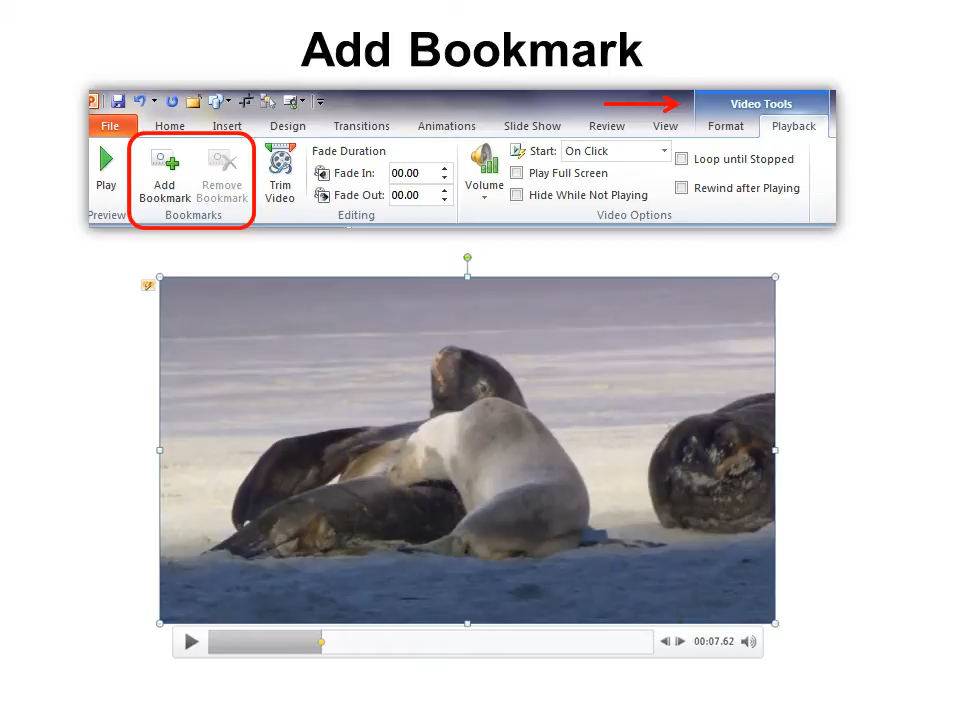 Add Bookmark
Video Tools
File Home Insert Design Transitions Animations Slide Show Review View Format Playback
Play
Preview
Add
Bookmark
Remove
Bookmark
Bookmarks
Trim
Video
Fade Duration
Fade In: 00.00
Fade Out: 00.00
Editing
Volume
Start: On Click
Play Full Screen
Hide While Not Playing
Loop until Stopped
Rewind after Playing
Video Options
00:07.62